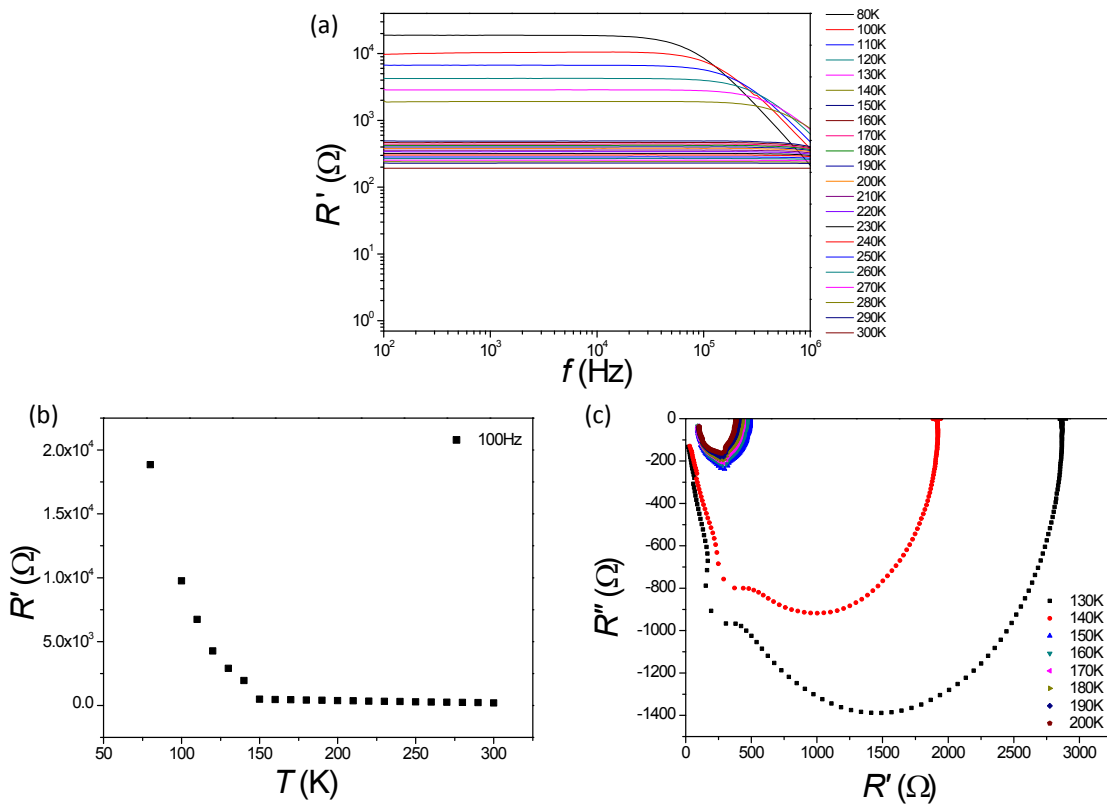 (a)
R' (Ω)
10^4
10^3
10^2
10^1
10^0
10^2 10^3 10^4 10^5 10^6
f (Hz)
80K
100K
110K
120K
130K
140K
150K
160K
170K
180K
190K
200K
210K
220K
230K
240K
250K
260K
270K
280K
290K
300K
(b)
R' (Ω)
2.0x10^4
1.5x10^4
1.0x10^4
5.0x10^3
0.0
50 100 150 200 250 300
T (K)
100Hz
(c)
R'' (Ω)
0
-200
-400
-600
-800
-1000
-1200
-1400
0 500 1000 1500 2000 2500 3000
R' (Ω)
130K
140K
150K
160K
170K
180K
190K
200K